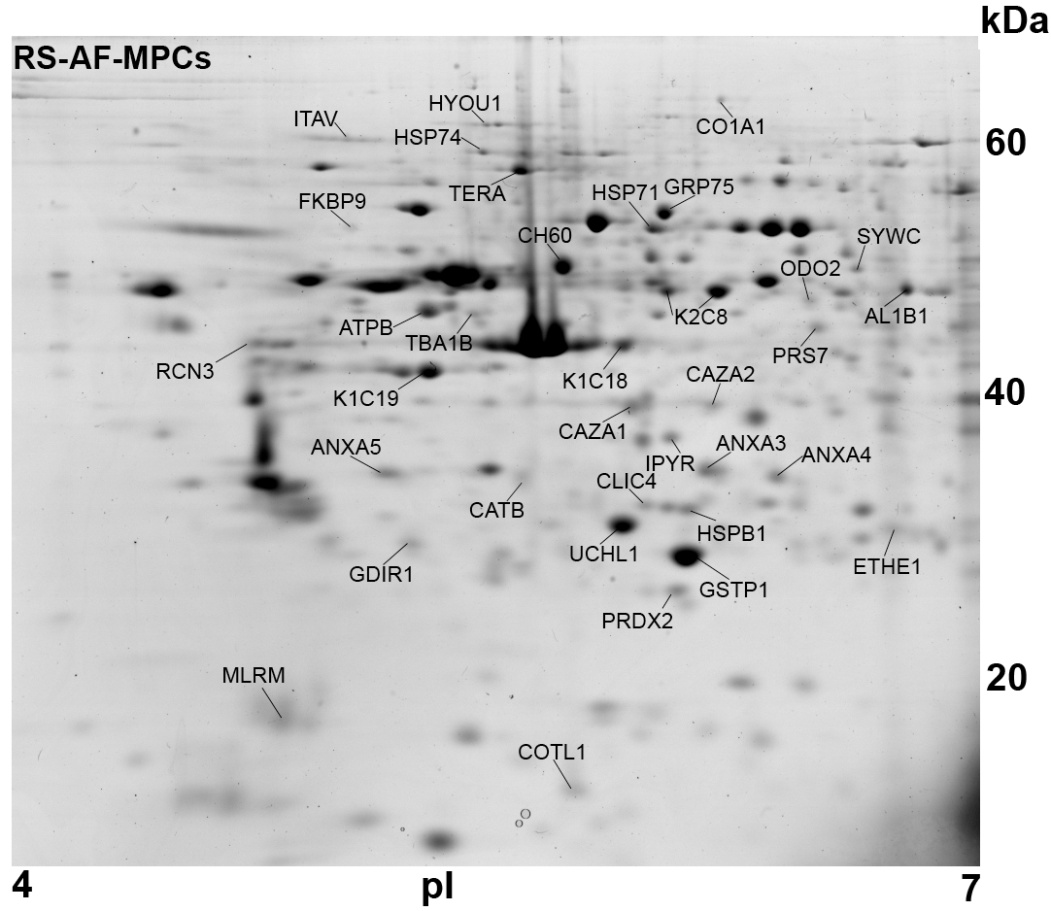 kDa
RS-AF-MPCs
HYOU1
ITAV
CO1A1
HSP74
60
TERA
HSP71
GRP75
FKBP9
CH60
SYWC
ODO2
ATPB
TBA1B
K2C8
AL1B1
RCN3
PRS7
K1C18
CAZA2
K1C19
40
CAZA1
ANXA5
IPYR
ANXA3
ANXA4
CLIC4
CATB
HSPB1
UCHL1
GDIR1
GSTP1
ETHE1
PRDX2
MLRM
20
COTL1
4
pI
7